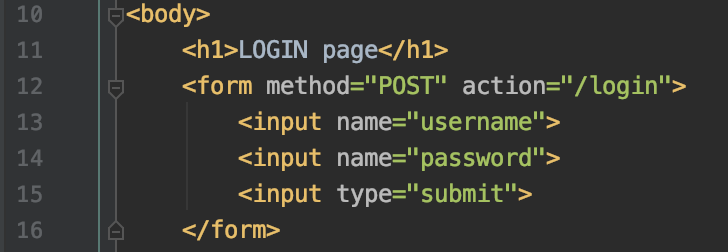 10 <body>
11 <h1>LOGIN page</h1>
12 <form method="POST" action="/login">
13 <input name="username">
14 <input name="password">
15 <input type="submit">
16 </form>